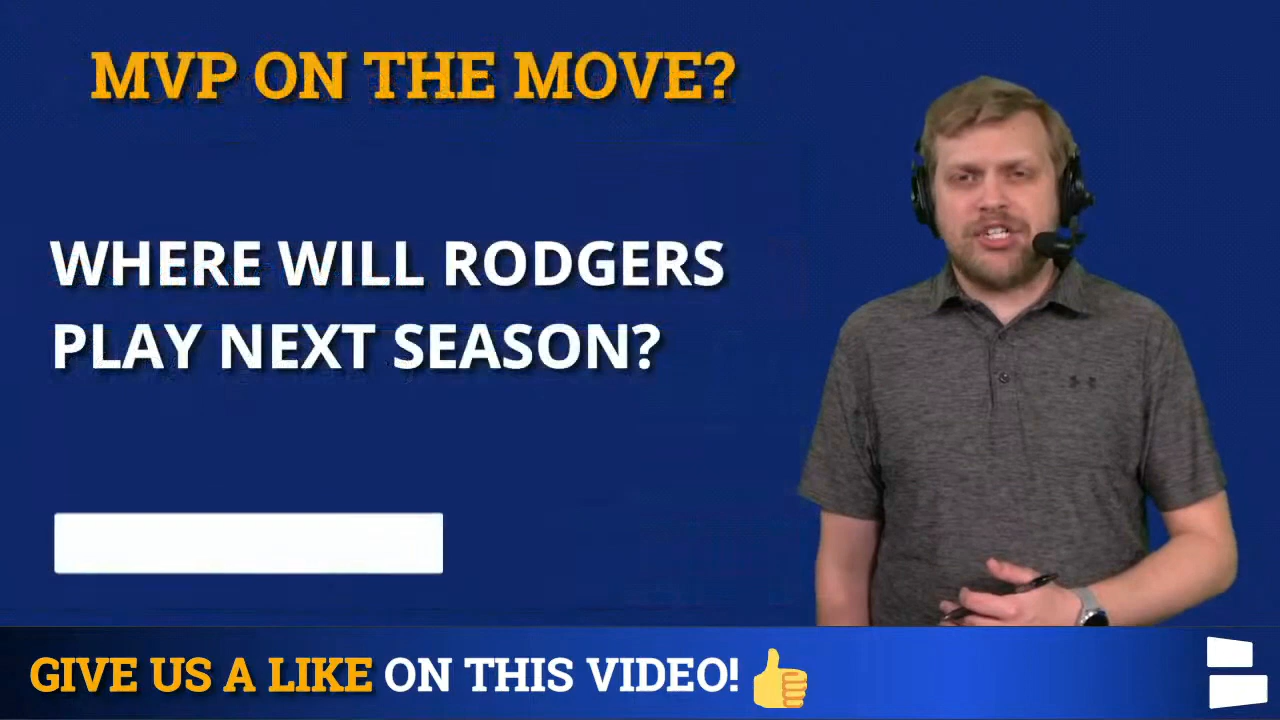 MVP ON THE MOVE?
WHERE WILL RODGERS
PLAY NEXT SEASON?
GIVE US A LIKE ON THIS VIDEO!